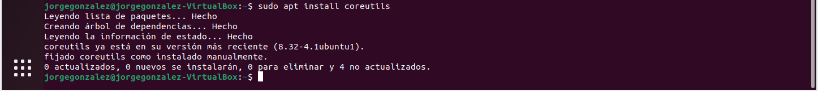 jorgegonzalez@jorgegonzalez-VirtualBox:~$ sudo apt install coreutils
Leyendo lista de paquetes... Hecho
Creando árbol de dependencias... Hecho
Leyendo la información de estado... Hecho
coreutils ya está en su versión más reciente (8.32-4.1ubuntu1).
fijado coreutils como instalado manualmente.
0 actualizados, 0 nuevos se instalarán, 0 para eliminar y 4 no actualizados.
jorgegonzalez@jorgegonzalez-VirtualBox:~$